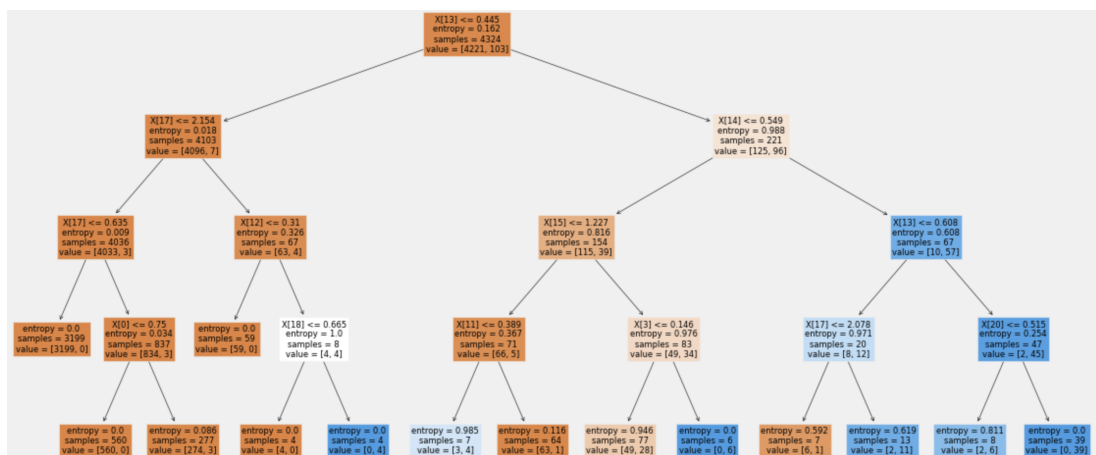 X[13] <= 0.445
entropy = 0.162
samples = 4324
value = [4221, 103]
X[17] <= 2.154
entropy = 0.018
samples = 4103
value = [4096, 7]
X[14] <= 0.549
entropy = 0.988
samples = 221
value = [125, 96]
X[17] <= 0.635
entropy = 0.009
samples = 4036
value = [4033, 3]
X[12] <= 0.31
entropy = 0.326
samples = 67
value = [63, 4]
X[15] <= 1.227
entropy = 0.816
samples = 154
value = [115, 39]
X[13] <= 0.608
entropy = 0.608
samples = 67
value = [10, 57]
entropy = 0.0
samples = 3199
value = [3199, 0]
X[0] <= 0.75
entropy = 0.034
samples = 837
value = [834, 3]
entropy = 0.0
samples = 59
value = [59, 0]
X[18] <= 0.665
entropy = 1.0
samples = 8
value = [4, 4]
X[11] <= 0.389
entropy = 0.367
samples = 71
value = [66, 5]
X[3] <= 0.146
entropy = 0.976
samples = 83
value = [49, 34]
X[17] <= 2.078
entropy = 0.971
samples = 20
value = [8, 12]
X[20] <= 0.515
entropy = 0.254
samples = 47
value = [2, 45]
entropy = 0.0
samples = 560
value = [560, 0]
entropy = 0.086
samples = 277
value = [274, 3]
entropy = 0.0
samples = 4
value = [4, 0]
entropy = 0.0
samples = 4
value = [0, 4]
entropy = 0.985
samples = 7
value = [3, 4]
entropy = 0.116
samples = 64
value = [63, 1]
entropy = 0.946
samples = 77
value = [49, 28]
entropy = 0.0
samples = 6
value = [0, 6]
entropy = 0.592
samples = 7
value = [6, 1]
entropy = 0.619
samples = 13
value = [2, 11]
entropy = 0.811
samples = 8
value = [2, 6]
entropy = 0.0
samples = 39
value = [0, 39]